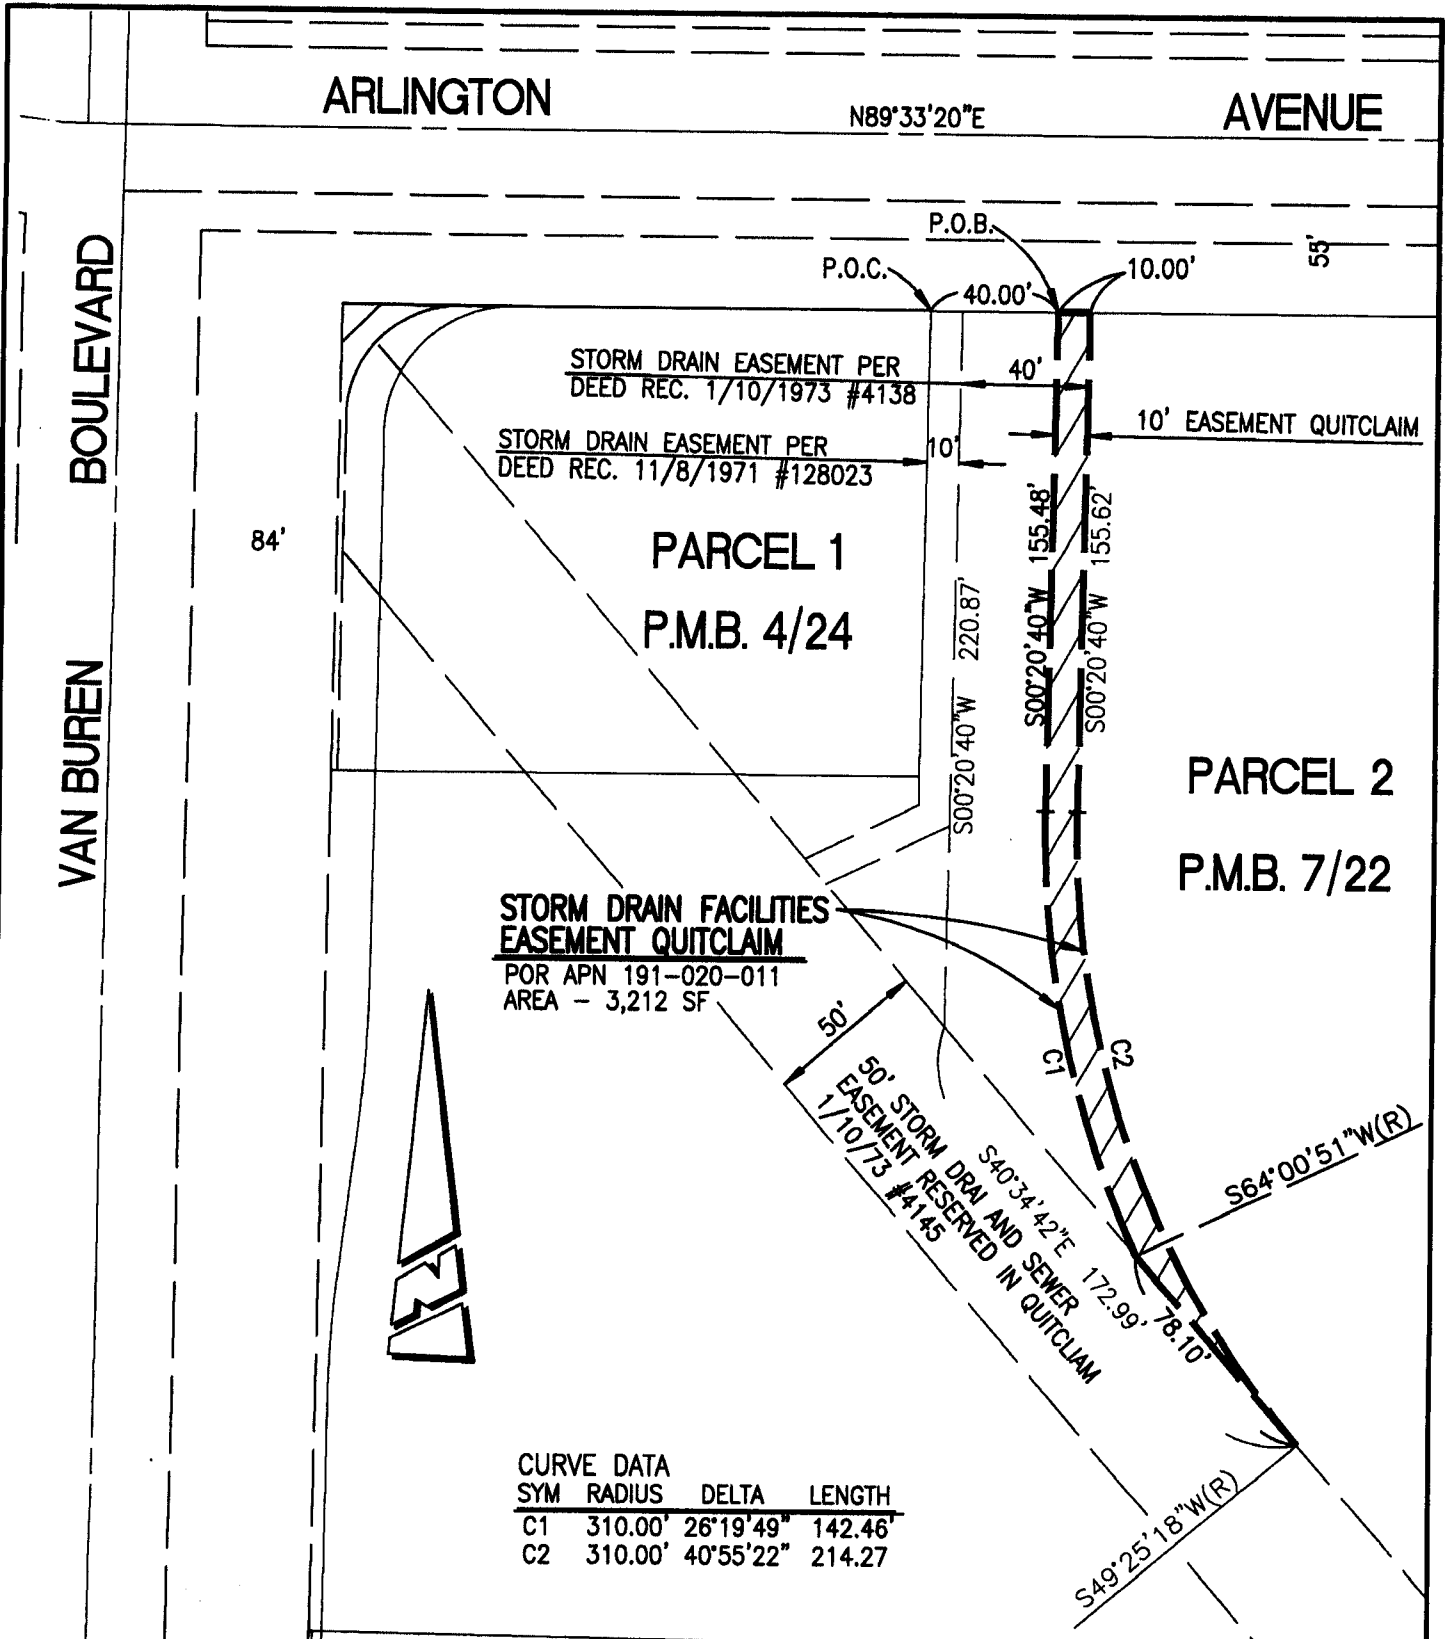 ARLINGTON
N89°33'20"E
AVENUE
P.O.B.
P.O.C.
40.00'
10.00'
55'
BOULEVARD
VAN BUREN
84'
STORM DRAIN EASEMENT PER
DEED REC. 1/10/1973 #4138
40'
STORM DRAIN EASEMENT PER
DEED REC. 11/8/1971 #128023
10'
10' EASEMENT QUITCLAIM
PARCEL 1
P.M.B. 4/24
S00°20'40"W 220.87'
S00°20'40"W 155.48'
S00°20'40"W 155.62'
PARCEL 2
P.M.B. 7/22
STORM DRAIN FACILITIES
EASEMENT QUITCLAIM
POR APN 191-020-011
AREA - 3,212 SF
50'
50' STORM DRAI AND SEWER
EASEMENT RESERVED IN QUITCLIAM
1/10/73 #4145
S40°34'42"E 172.99'
78.10'
C1
C2
S64°00'51"W(R)
S49°25'18"W(R)
N
CURVE DATA
SYM RADIUS DELTA LENGTH
C1 310.00' 26°19'49" 142.46'
C2 310.00' 40°55'22" 214.27